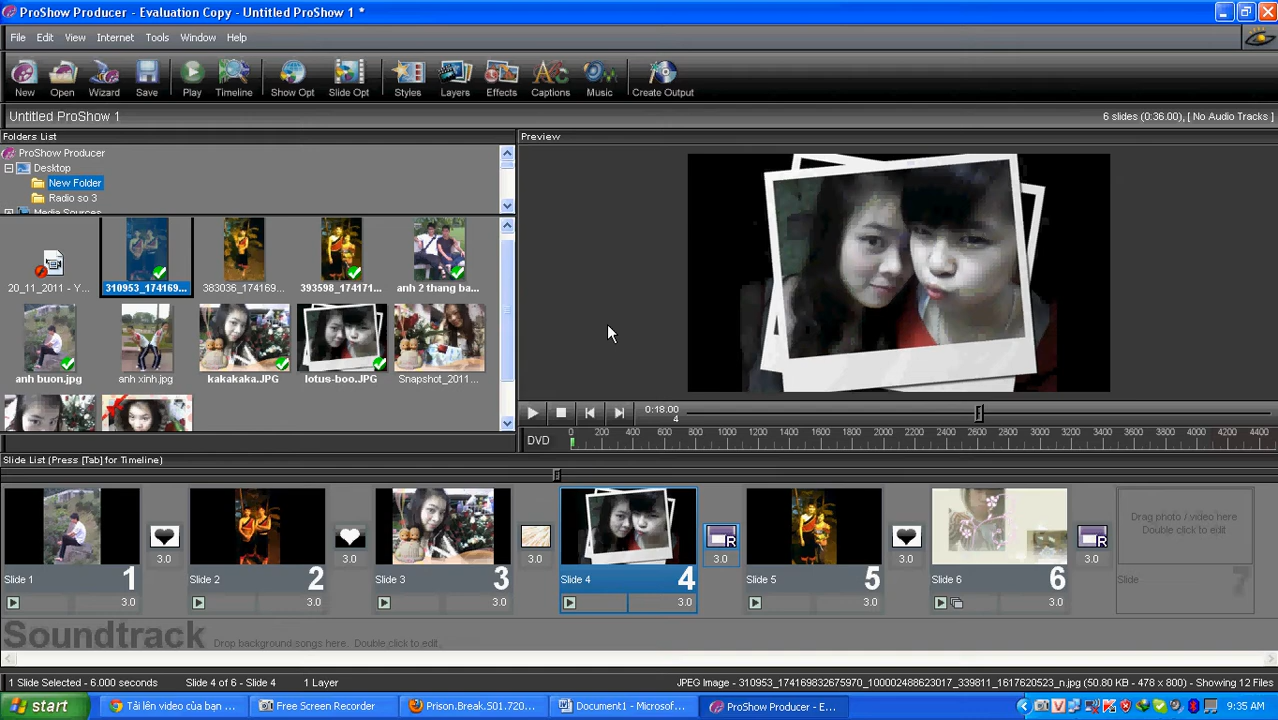 ProShow Producer - Evaluation Copy - Untitled ProShow 1 *
File Edit View Internet Tools Window Help
New Open Wizard Save Play Timeline Show Opt Slide Opt Styles Layers Effects Captions Music Create Output
Untitled ProShow 1
6 slides (0:36.00), [ No Audio Tracks ]
Folders List
Preview
ProShow Producer
Desktop
New Folder
Radio so 3
Media Sources
20_11_2011 - Y... 310953_174169... 383036_174169... 393598_174171... anh 2 thang ba...
anh buon.jpg anh xinh.jpg kakakaka.JPG lotus-boo.JPG Snapshot_2011...
0:18.00
4
DVD 0 200 400 600 800 1000 1200 1400 1600 1800 2000 2200 2400 2600 2800 3000 3200 3400 3600 3800 4000 4200 4400
Slide List (Press [Tab] for Timeline)
Drag photo / video here
Double click to edit
3.0 3.0 3.0 3.0 3.0 3.0
Slide 1 1 Slide 2 2 Slide 3 3 Slide 4 4 Slide 5 5 Slide 6 6 Slide 7
3.0 3.0 3.0 3.0 3.0 3.0
Soundtrack Drop background songs here. Double click to edit.
1 Slide Selected - 6.000 seconds Slide 4 of 6 - Slide 4 1 Layer JPEG Image - 310953_174169832675970_100002488623017_339811_1617620523_n.jpg (50.80 KB - 478 x 800) - Showing 12 Files
start Tải lên video của bạn ... Free Screen Recorder Prison.Break.S01.720... Document1 - Microsof... ProShow Producer - E... 9:35 AM